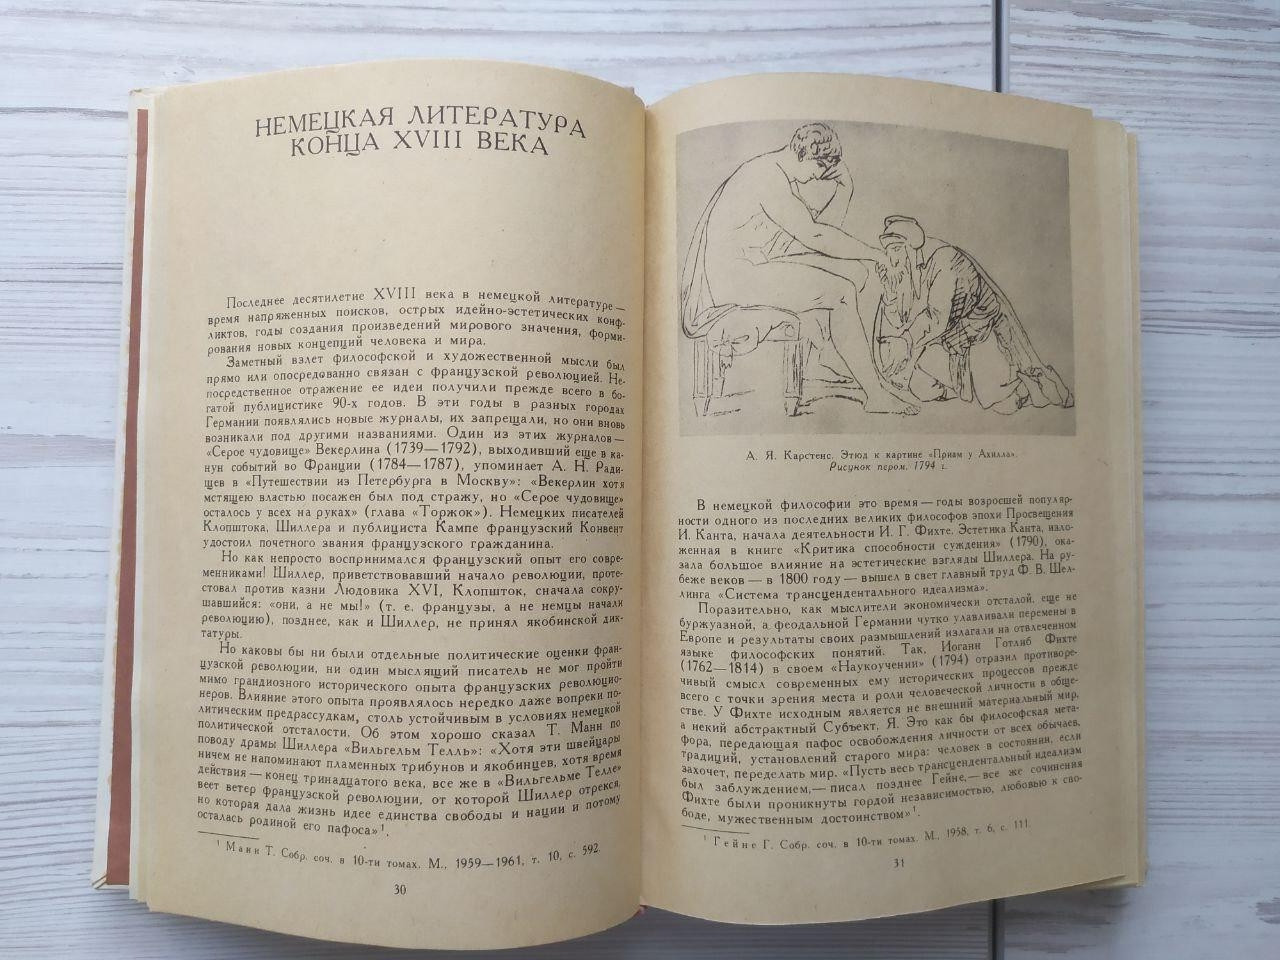 НЕМЕЦКАЯ ЛИТЕРАТУРА
КОНЦА XVIII ВЕКА
Последнее десятилетие XVIII века в немецкой литературе —
время напряженных поисков, острых идейно-эстетических конф-
ликтов, годы создания произведений мирового значения, форми-
рования новых концепций человека и мира.
Заметный взлет философской и художественной мысли был
прямо или опосредованно связан с французской революцией. Не-
посредственное отражение ее идеи получили прежде всего в бо-
гатой публицистике 90-х годов. В эти годы в разных городах
Германии появлялись новые журналы, их запрещали, но они вновь
возникали под другими названиями. Один из этих журналов —
«Серое чудовище» Векерлина (1739—1792), выходивший еще в ка-
нун событий во Франции (1784—1787), упоминает А. Н. Ради-
щев в «Путешествии из Петербурга в Москву»: «Векерлин хотя
мстящею властью посажен был под стражу, но «Серое чудовище»
осталось у всех на руках» (глава «Торжок»). Немецких писателей
Клопштока, Шиллера и публициста Кампе французский Конвент
удостоил почетного звания французского гражданина.
Но как непросто воспринимался французский опыт его совре-
менниками! Шиллер, приветствовавший начало революции, проте-
стовал против казни Людовика XVI, Клопшток, сначала сокру-
шавшийся: «они, а не мы!» (т. е. французы, а не немцы начали
революцию), позднее, как и Шиллер, не принял якобинской дик-
татуры.
Но каковы бы ни были отдельные политические оценки фран-
цузской революции, ни один мыслящий писатель не мог пройти
мимо грандиозного исторического опыта французских революцио-
неров. Влияние этого опыта проявлялось нередко даже вопреки по-
литическим предрассудкам, столь устойчивым в условиях немецкой
политической отсталости. Об этом хорошо сказал Т. Манн по
поводу драмы Шиллера «Вильгельм Телль»: «Хотя эти швейцары
ничем не напоминают пламенных трибунов и якобинцев, хотя время
действия — конец тринадцатого века, все же в «Вильгельме Телле»
веет ветер французской революции, от которой Шиллер отрекся,
но которая дала жизнь идее единства свободы и нации и потому
осталась родиной его пафоса»¹.
¹ Манн Т. Собр. соч. в 10-ти томах. М., 1959—1961, т. 10, с. 592.
30
А. Я. Карстенс. Этюд к картине «Приам у Ахилла».
Рисунок пером. 1794 г.
В немецкой философии это время — годы возросшей популяр-
ности одного из последних великих философов эпохи Просвещения
И. Канта, начала деятельности И. Г. Фихте. Эстетика Канта, изло-
женная в книге «Критика способности суждения» (1790), ока-
зала большое влияние на эстетические взгляды Шиллера. На ру-
беже веков — в 1800 году — вышел в свет главный труд Ф. В. Шел-
линга «Система трансцендентального идеализма».
Поразительно, как мыслители экономически отсталой, еще не
буржуазной, а феодальной Германии чутко улавливали перемены в
Европе и результаты своих размышлений излагали на отвлеченном
языке философских понятий. Так, Иоганн Готлиб Фихте
(1762—1814) в своем «Наукоучении» (1794) отразил противоре-
чивый смысл современных ему исторических процессов прежде
всего с точки зрения места и роли человеческой личности в обще-
стве. У Фихте исходным является не внешний материальный мир,
а некий абстрактный Субъект, Я. Это как бы философская мета-
фора, передающая пафос освобождения личности от всех обычаев,
традиций, установлений старого мира: человек в состоянии, если
захочет, переделать мир. «Пусть весь трансцендентальный идеализм
был заблуждением,— писал позднее Гейне,— все же сочинения
Фихте были проникнуты гордой независимостью, любовью к сво-
боде, мужественным достоинством»¹.
¹ Гейне Г. Собр. соч. в 10-ти томах. М., 1958, т. 6, с. 111.
31